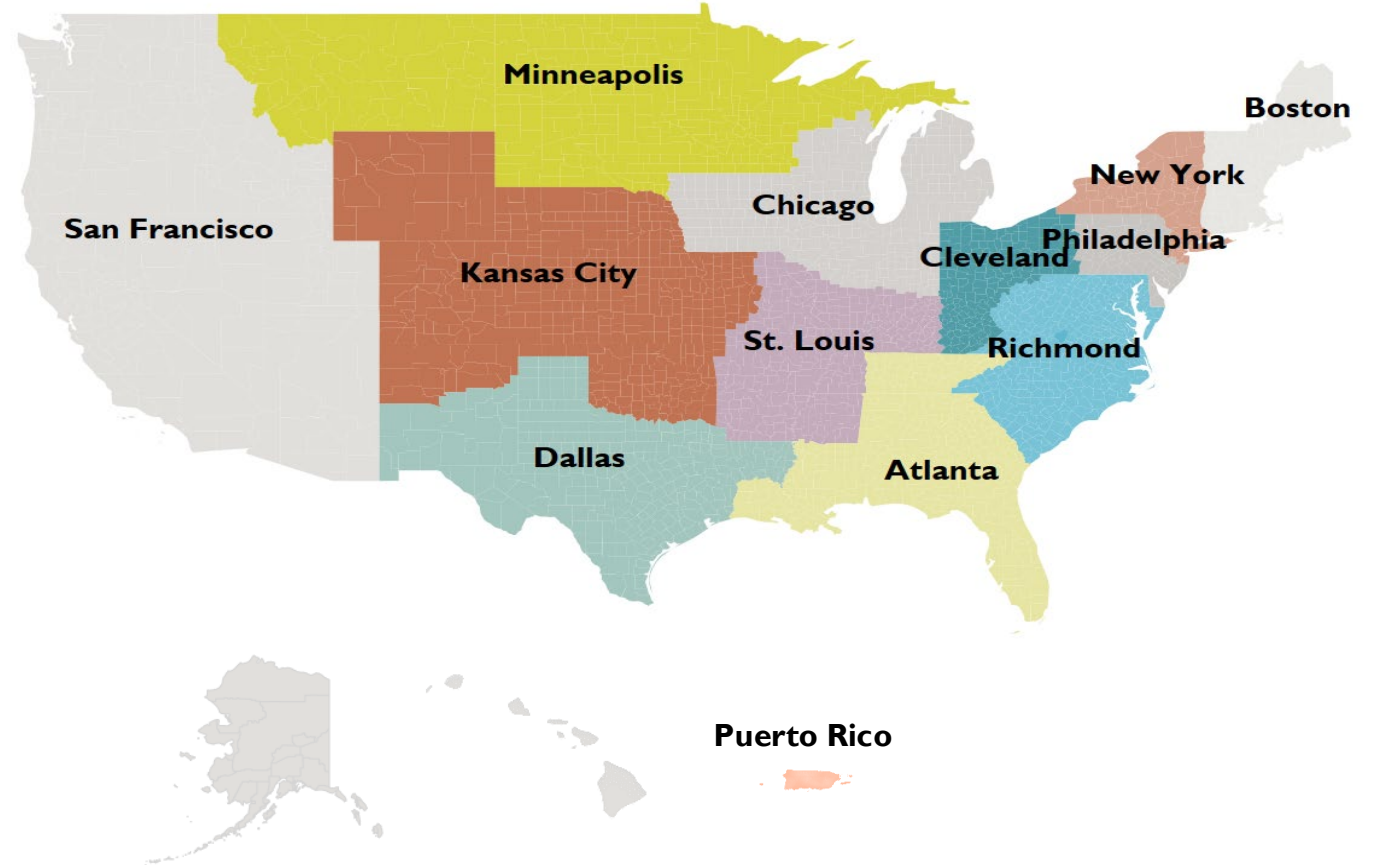 Minneapolis
Boston
New York
Chicago
San Francisco
Philadelphia
Cleveland
Kansas City
St. Louis
Richmond
Dallas
Atlanta
Puerto Rico